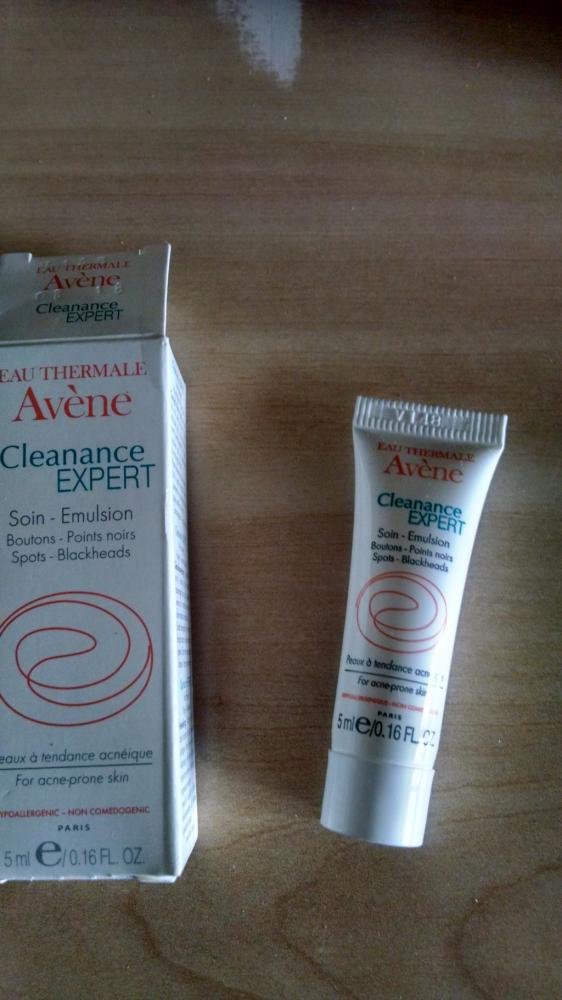 EAU THERMALE
Avène
Cleanance
EXPERT
EAU THERMALE
Avène
Cleanance
EXPERT
Soin - Emulsion
Boutons - Points noirs
Spots - Blackheads
eaux à tendance acnéique
For acne-prone skin
YPOALLERGENIC - NON COMEDOGENIC
PARIS
5 ml e/0.16 FL. OZ.
EAU THERMALE
Avène
Cleanance
EXPERT
Soin - Emulsion
Boutons - Points noirs
Spots - Blackheads
Peaux à tendance
For acne-prone skin
PARIS
5 ml e/0.16 FL. OZ